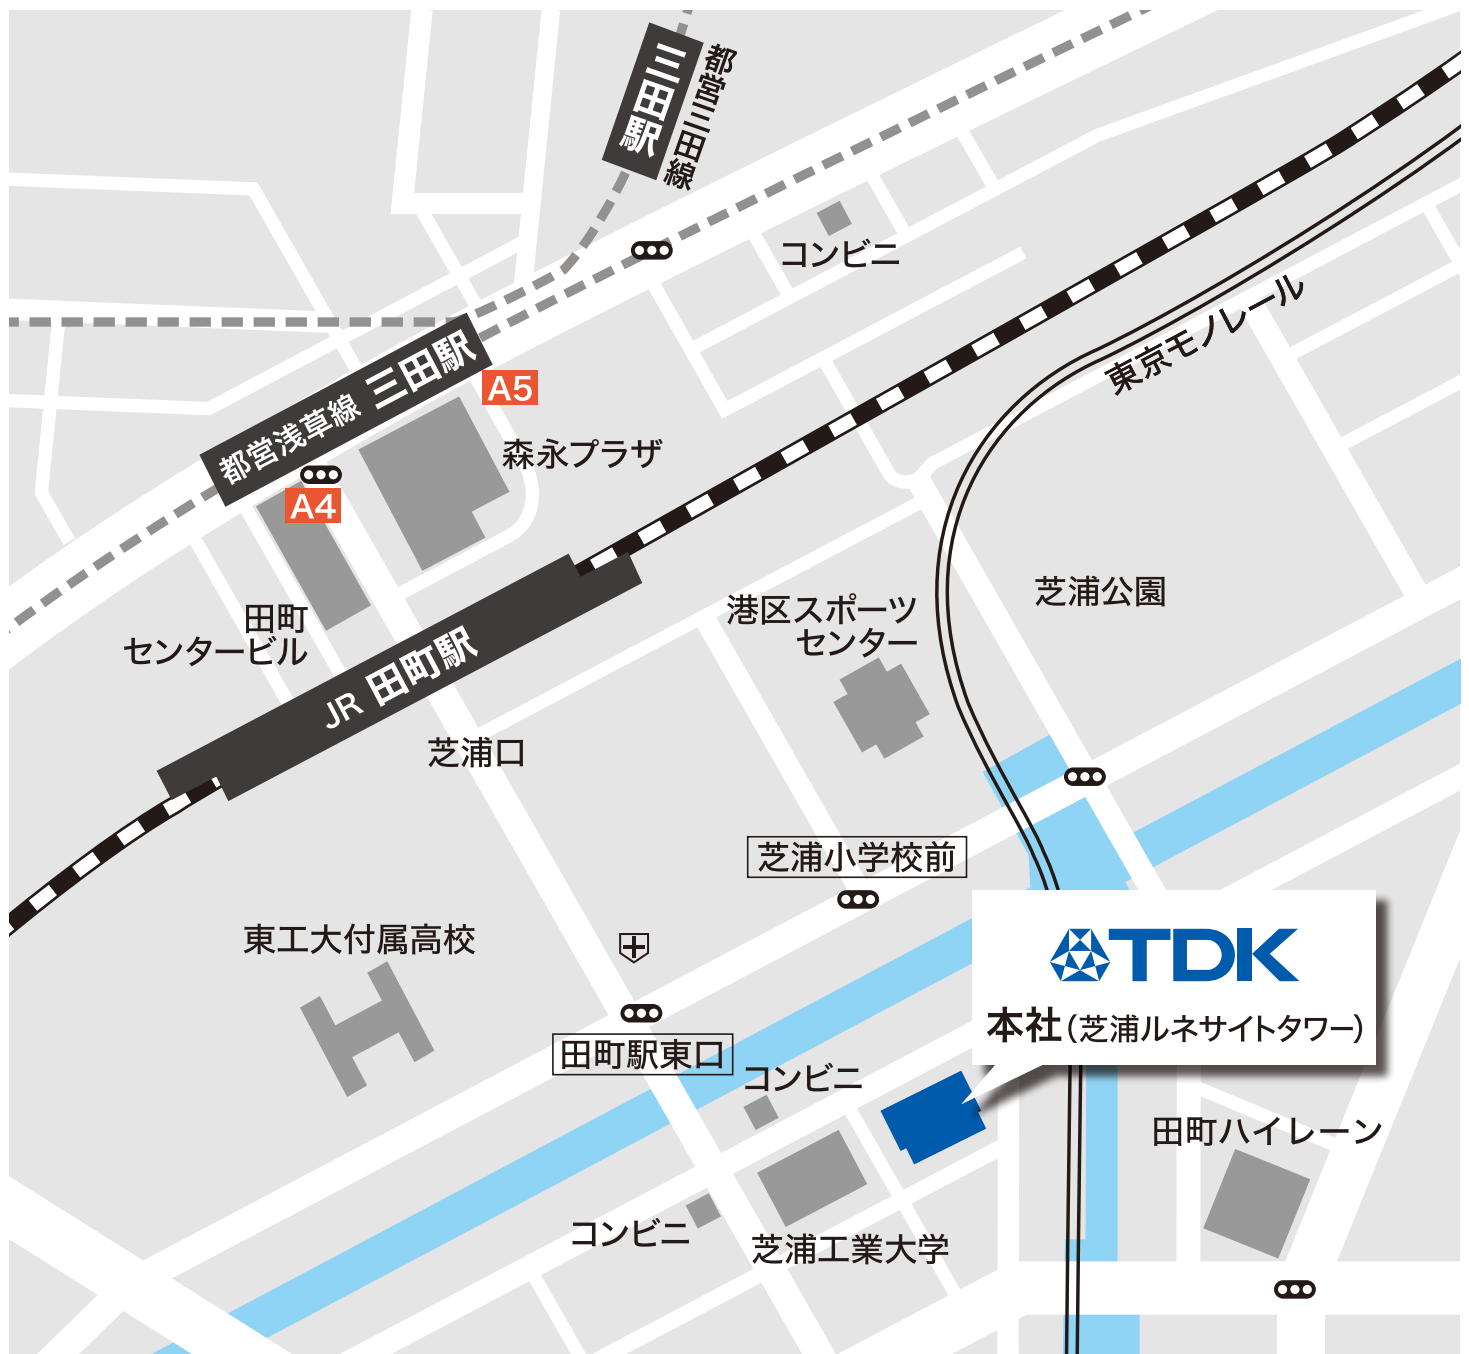 三田駅
都営三田線
コンビニ
東京モノレール
都営浅草線 三田駅
A5
森永プラザ
A4
田町
センタービル
港区スポーツ
センター
芝浦公園
JR 田町駅
芝浦口
芝浦小学校前
東工大付属高校
TDK
本社(芝浦ルネサイトタワー)
田町駅東口
コンビニ
田町ハイレーン
コンビニ
芝浦工業大学